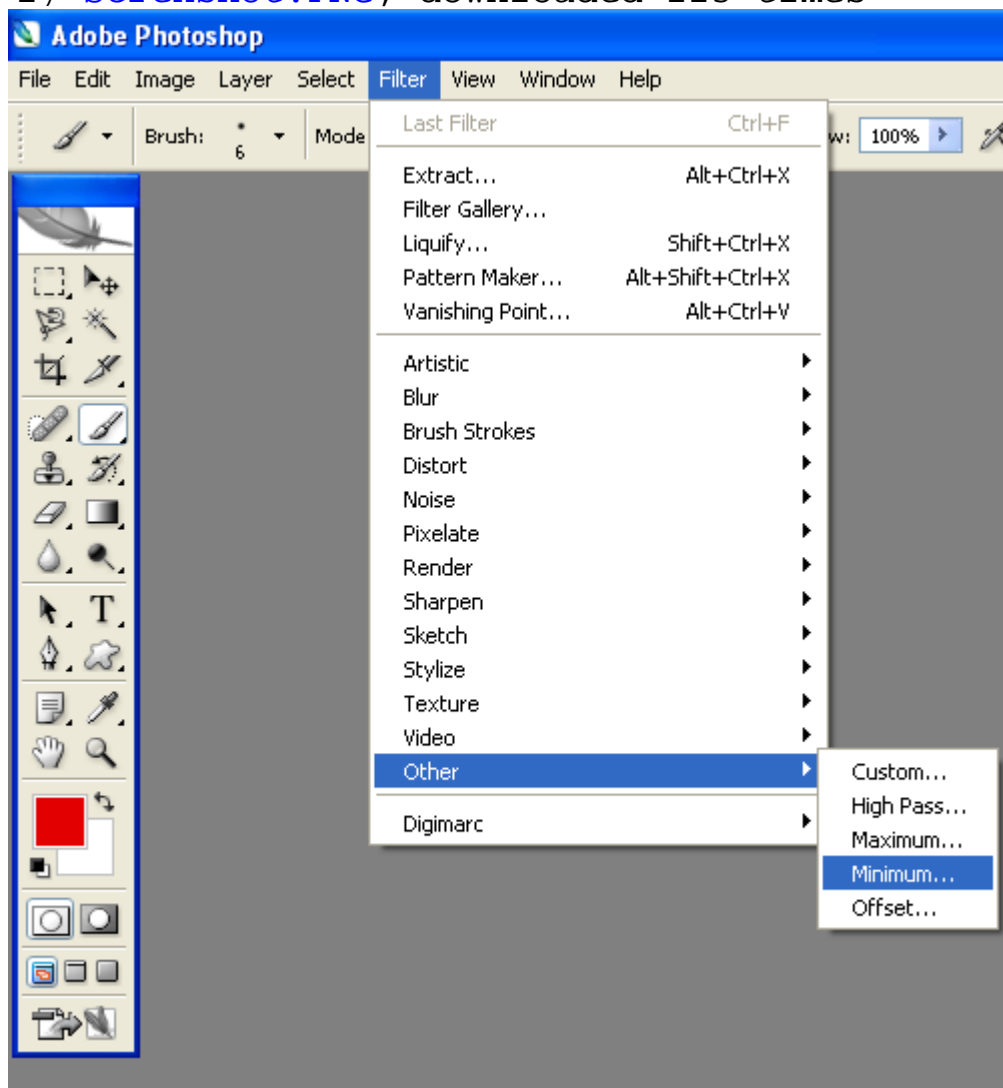 Adobe Photoshop
File Edit Image Layer Select Filter View Window Help
Brush: 6 Mode w: 100%
Last Filter Ctrl+F
Extract... Alt+Ctrl+X
Filter Gallery...
Liquify... Shift+Ctrl+X
Pattern Maker... Alt+Shift+Ctrl+X
Vanishing Point... Alt+Ctrl+V
Artistic
Blur
Brush Strokes
Distort
Noise
Pixelate
Render
Sharpen
Sketch
Stylize
Texture
Video
Other
Custom...
High Pass...
Maximum...
Minimum...
Offset...
Digimarc
T